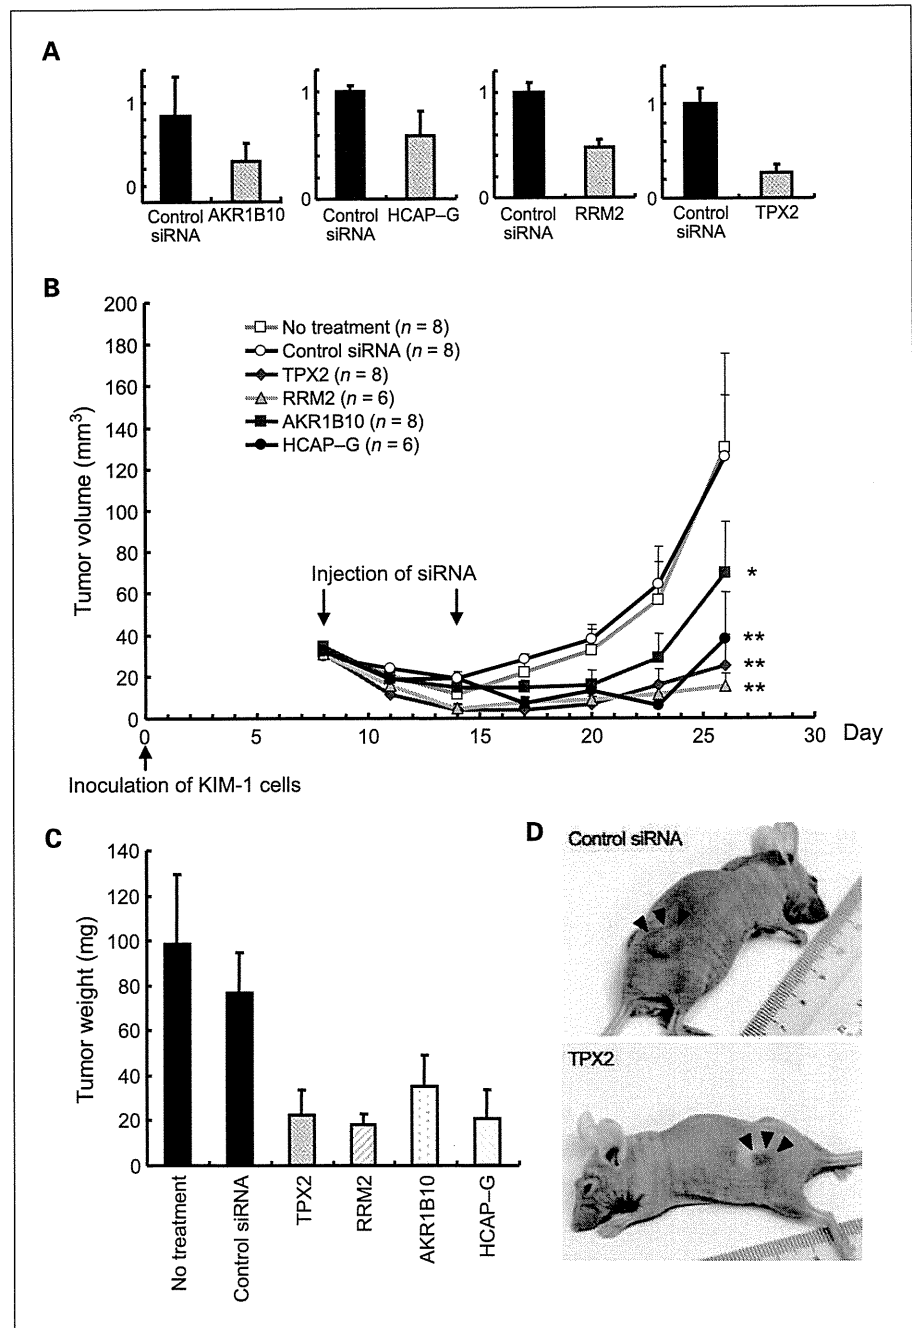 A
1
0
Control siRNA
AKR1B10
1
0
Control siRNA
HCAP–G
1
0
Control siRNA
RRM2
1
0
Control siRNA
TPX2
B
200
180
160
140
120
100
80
60
40
20
0
Tumor volume (mm³)
No treatment (n = 8)
Control siRNA (n = 8)
TPX2 (n = 8)
RRM2 (n = 6)
AKR1B10 (n = 8)
HCAP–G (n = 6)
Injection of siRNA
*
**
**
**
0 5 10 15 20 25 30 Day
Inoculation of KIM-1 cells
C
140
120
100
80
60
40
20
0
Tumor weight (mg)
No treatment
Control siRNA
TPX2
RRM2
AKR1B10
HCAP–G
D
Control siRNA
TPX2